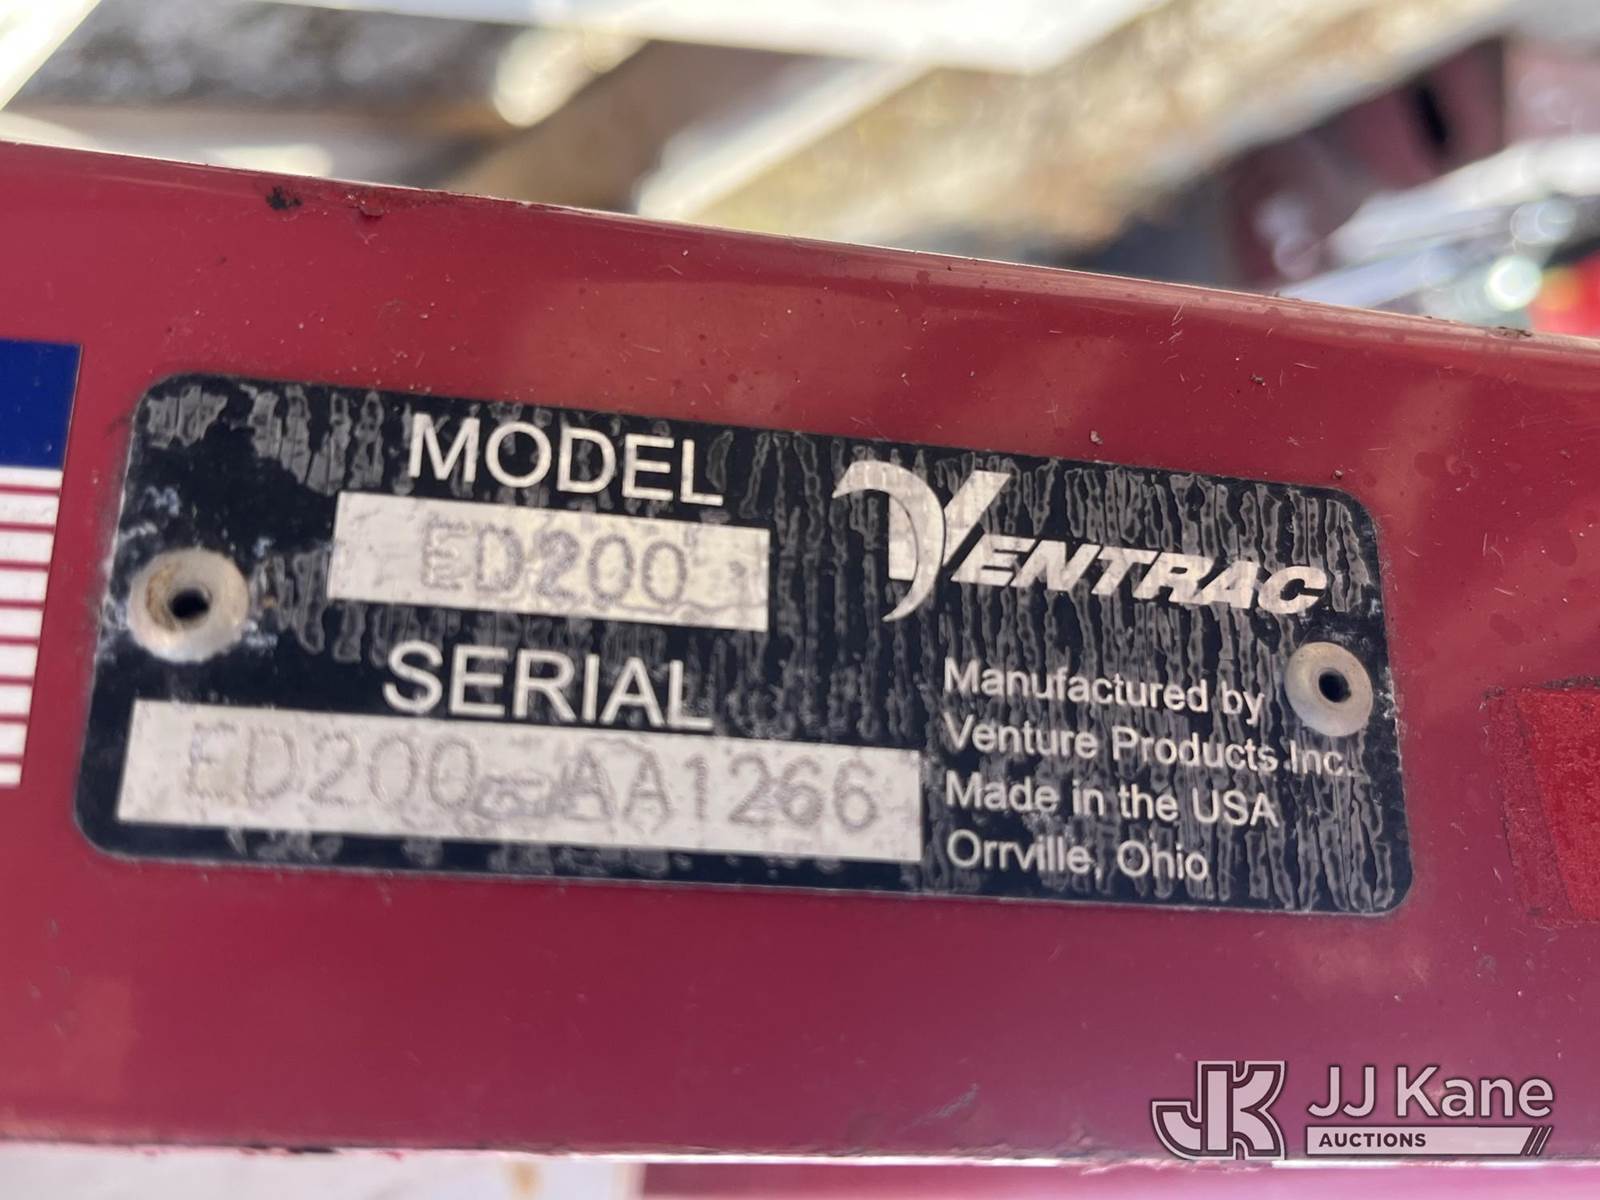 MODEL
ED200
SERIAL
ED200-AA1266
VENTRAC
Manufactured by
Venture Products Inc.
Made in the USA
Orrville, Ohio
JK JJ Kane
AUCTIONS